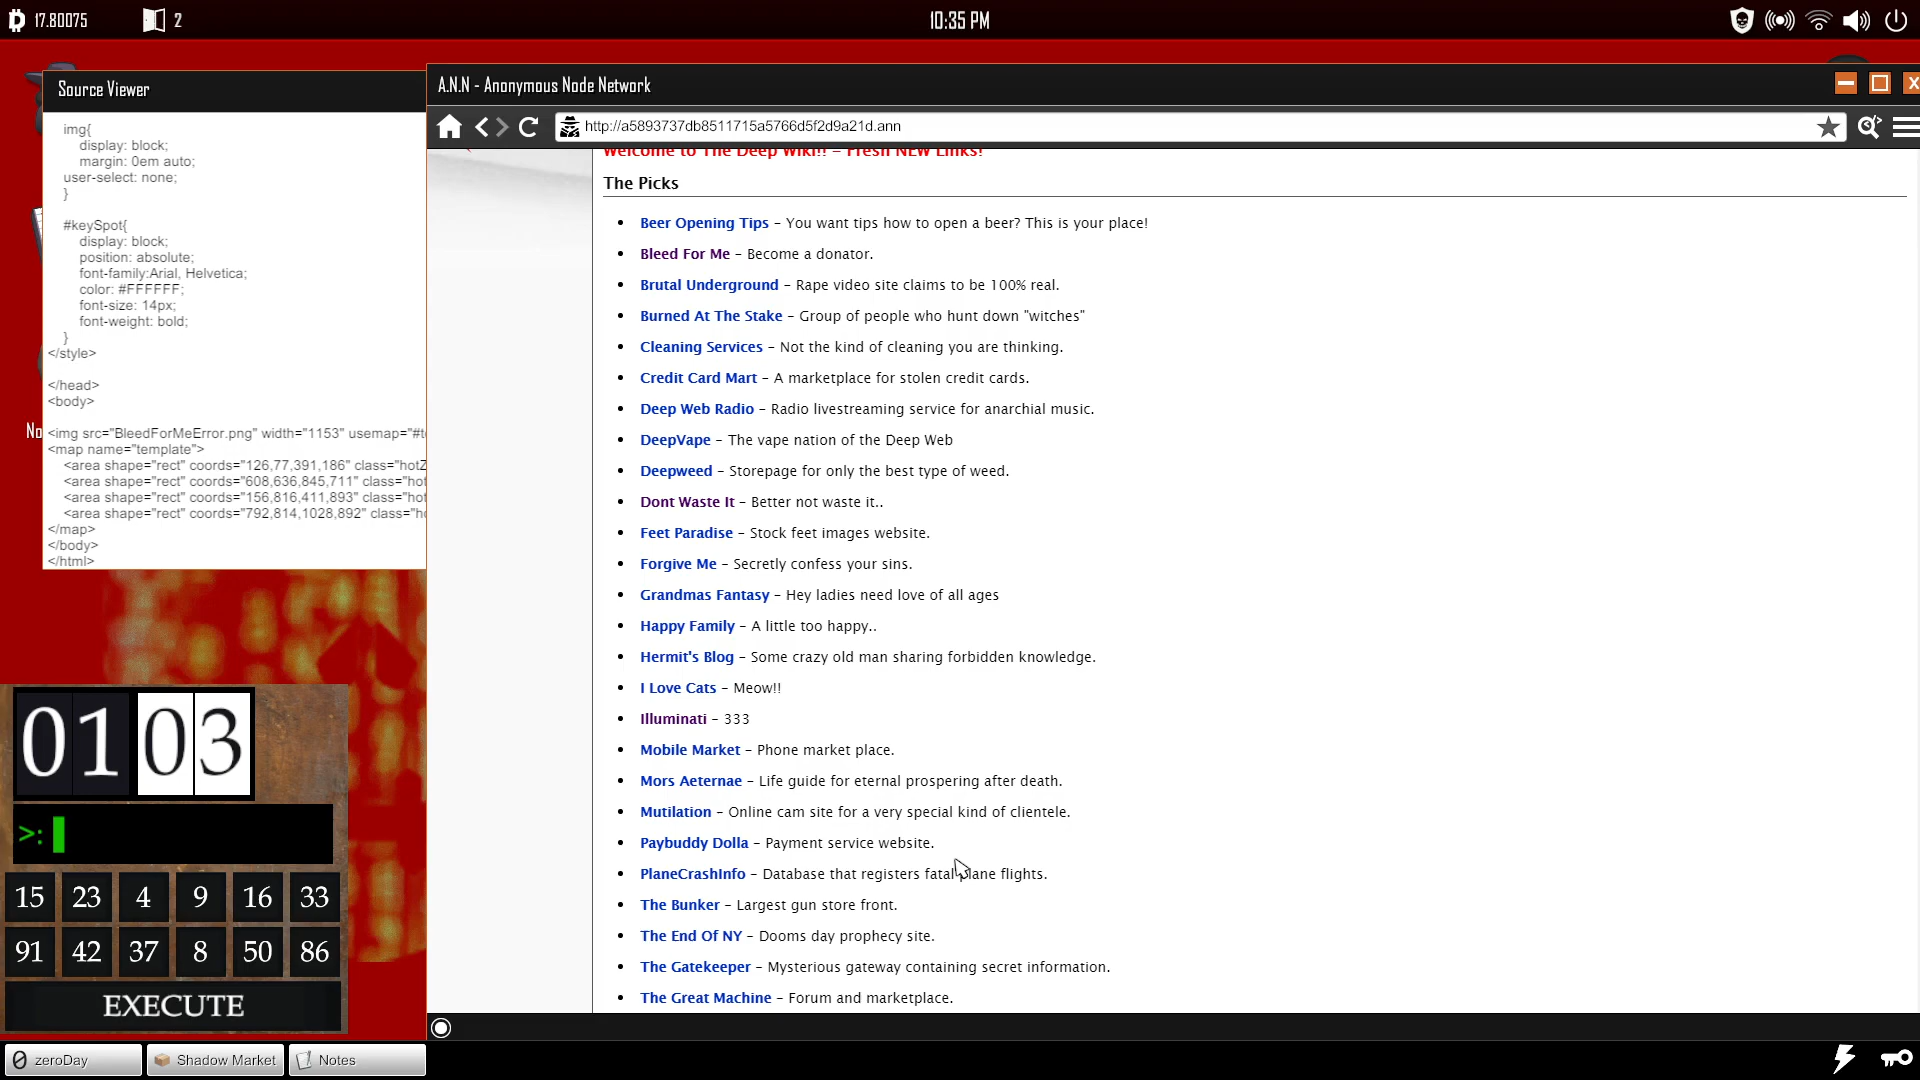 17.80075
2
10:35 PM
Source Viewer
img{
display: block;
margin: 0em auto;
user-select: none;
}
#keySpot{
display: block;
position: absolute;
font-family:Arial, Helvetica;
color: #FFFFFF;
font-size: 14px;
font-weight: bold;
}
</style>
</head>
<body>
<img src="BleedForMeError.png" width="1153" usemap="#t
<map name="template">
<area shape="rect" coords="126,77,391,186" class="hotZ
<area shape="rect" coords="608,636,845,711" class="hot
<area shape="rect" coords="156,816,411,893" class="hot
<area shape="rect" coords="792,814,1028,892" class="h
</map>
</body>
</html>
No
A.N.N - Anonymous Node Network
http://a5893737db8511715a5766d5f2d9a21d.ann
Welcome to The Deep Wiki!! – Fresh NEW Links!
The Picks
• Beer Opening Tips – You want tips how to open a beer? This is your place!
• Bleed For Me – Become a donator.
• Brutal Underground – Rape video site claims to be 100% real.
• Burned At The Stake – Group of people who hunt down "witches"
• Cleaning Services – Not the kind of cleaning you are thinking.
• Credit Card Mart – A marketplace for stolen credit cards.
• Deep Web Radio – Radio livestreaming service for anarchial music.
• DeepVape – The vape nation of the Deep Web
• Deepweed – Storepage for only the best type of weed.
• Dont Waste It – Better not waste it..
• Feet Paradise – Stock feet images website.
• Forgive Me – Secretly confess your sins.
• Grandmas Fantasy – Hey ladies need love of all ages
• Happy Family – A little too happy..
• Hermit's Blog – Some crazy old man sharing forbidden knowledge.
• I Love Cats – Meow!!
• Illuminati – 333
• Mobile Market – Phone market place.
• Mors Aeternae – Life guide for eternal prospering after death.
• Mutilation – Online cam site for a very special kind of clientele.
• Paybuddy Dolla – Payment service website.
• PlaneCrashInfo – Database that registers fatal plane flights.
• The Bunker – Largest gun store front.
• The End Of NY – Dooms day prophecy site.
• The Gatekeeper – Mysterious gateway containing secret information.
• The Great Machine – Forum and marketplace.
01 03
>:
15 23 4 9 16 33
91 42 37 8 50 86
EXECUTE
zeroDay
Shadow Market
Notes